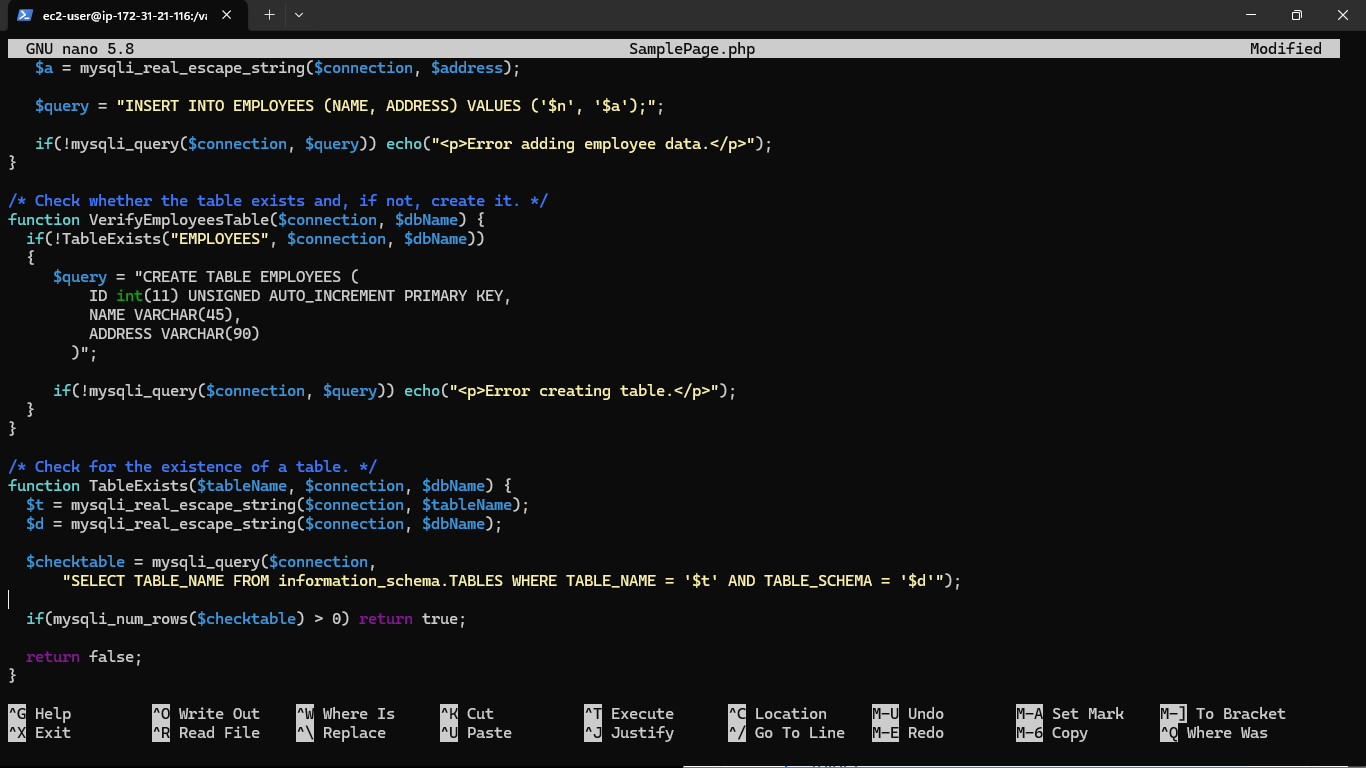 ec2-user@ip-172-31-21-116:/va
GNU nano 5.8 SamplePage.php Modified
$a = mysqli_real_escape_string($connection, $address);
$query = "INSERT INTO EMPLOYEES (NAME, ADDRESS) VALUES ('$n', '$a');";
if(!mysqli_query($connection, $query)) echo("<p>Error adding employee data.</p>");
}
/* Check whether the table exists and, if not, create it. */
function VerifyEmployeesTable($connection, $dbName) {
if(!TableExists("EMPLOYEES", $connection, $dbName))
{
$query = "CREATE TABLE EMPLOYEES (
ID int(11) UNSIGNED AUTO_INCREMENT PRIMARY KEY,
NAME VARCHAR(45),
ADDRESS VARCHAR(90)
)";
if(!mysqli_query($connection, $query)) echo("<p>Error creating table.</p>");
}
}
/* Check for the existence of a table. */
function TableExists($tableName, $connection, $dbName) {
$t = mysqli_real_escape_string($connection, $tableName);
$d = mysqli_real_escape_string($connection, $dbName);
$checktable = mysqli_query($connection,
"SELECT TABLE_NAME FROM information_schema.TABLES WHERE TABLE_NAME = '$t' AND TABLE_SCHEMA = '$d'");
if(mysqli_num_rows($checktable) > 0) return true;
return false;
}
^G Help ^O Write Out ^W Where Is ^K Cut ^T Execute ^C Location M-U Undo M-A Set Mark M-] To Bracket
^X Exit ^R Read File ^\ Replace ^U Paste ^J Justify ^/ Go To Line M-E Redo M-6 Copy ^Q Where Was